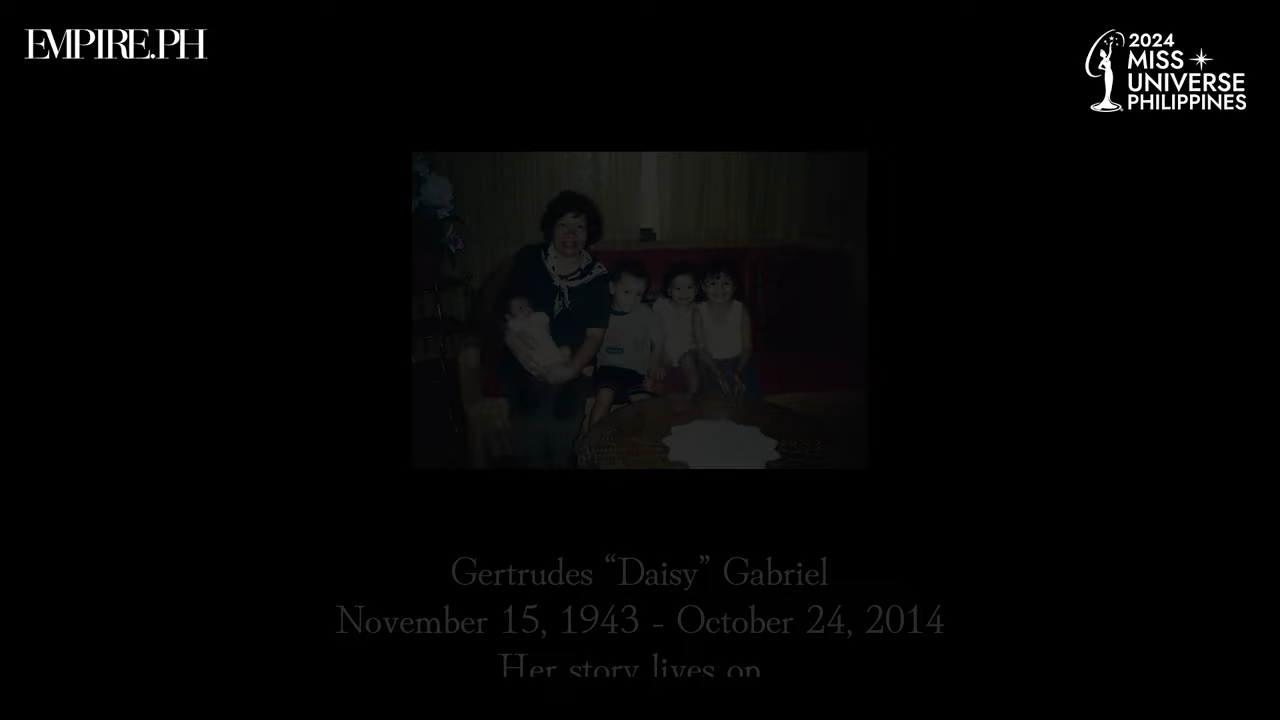 EMPIRE.PH
2024
MISS
UNIVERSE
PHILIPPINES
Gertrudes “Daisy” Gabriel
November 15, 1943 - October 24, 2014
Her story lives on